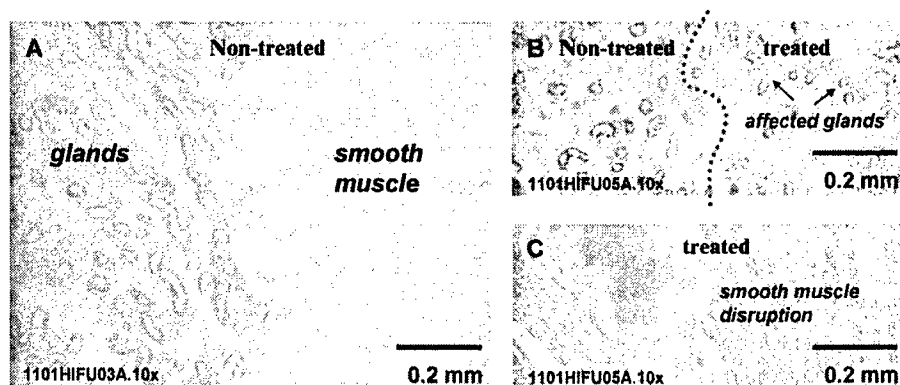 A
Non-treated
glands
smooth
muscle
1101HIFU03A.10x
0.2 mm
B
Non-treated
treated
affected glands
1101HIFU05A.10x
0.2 mm
C
treated
smooth muscle
disruption
1101HIFU05A.10x
0.2 mm